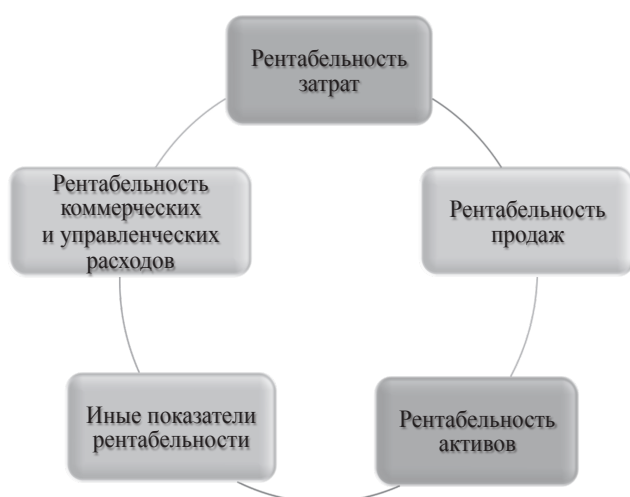 Рентабельность
затрат
Рентабельность
продаж
Рентабельность
активов
Иные показатели
рентабельности
Рентабельность
коммерческих
и управленческих
расходов